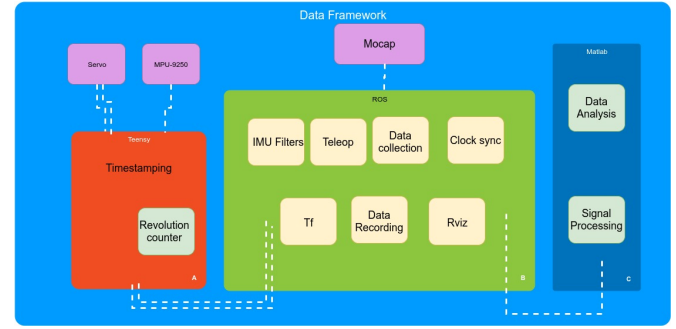 Data Framework
Servo
MPU-9250
Mocap
Matlab
Teensy
Timestamping
Revolution
counter
A
ROS
IMU Filters
Teleop
Data
collection
Clock sync
Tf
Data
Recording
Rviz
B
Data
Analysis
Signal
Processing
C